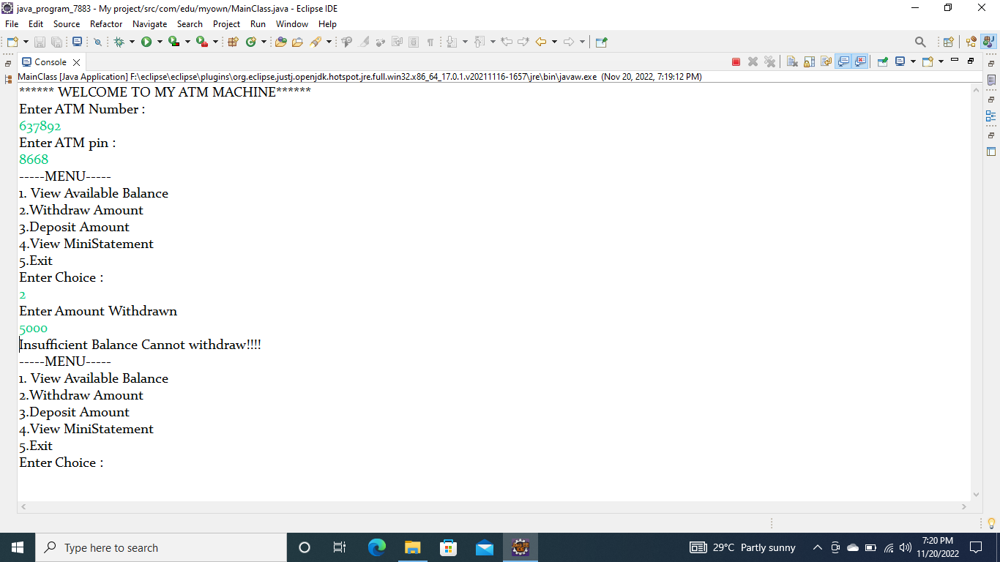 java_program_7883 - My project/src/com/edu/myown/MainClass.java - Eclipse IDE
File Edit Source Refactor Navigate Search Project Run Window Help
Console
MainClass [Java Application] F:\eclipse\eclipse\plugins\org.eclipse.justj.openjdk.hotspot.jre.full.win32.x86_64_17.0.1.v20211116-1657\jre\bin\javaw.exe (Nov 20, 2022, 7:19:12 PM)
****** WELCOME TO MY ATM MACHINE******
Enter ATM Number :
637892
Enter ATM pin :
8668
-----MENU-----
1. View Available Balance
2.Withdraw Amount
3.Deposit Amount
4.View MiniStatement
5.Exit
Enter Choice :
2
Enter Amount Withdrawn
5000
Insufficient Balance Cannot withdraw!!!!
-----MENU-----
1. View Available Balance
2.Withdraw Amount
3.Deposit Amount
4.View MiniStatement
5.Exit
Enter Choice :
Type here to search
29°C Partly sunny
7:20 PM
11/20/2022